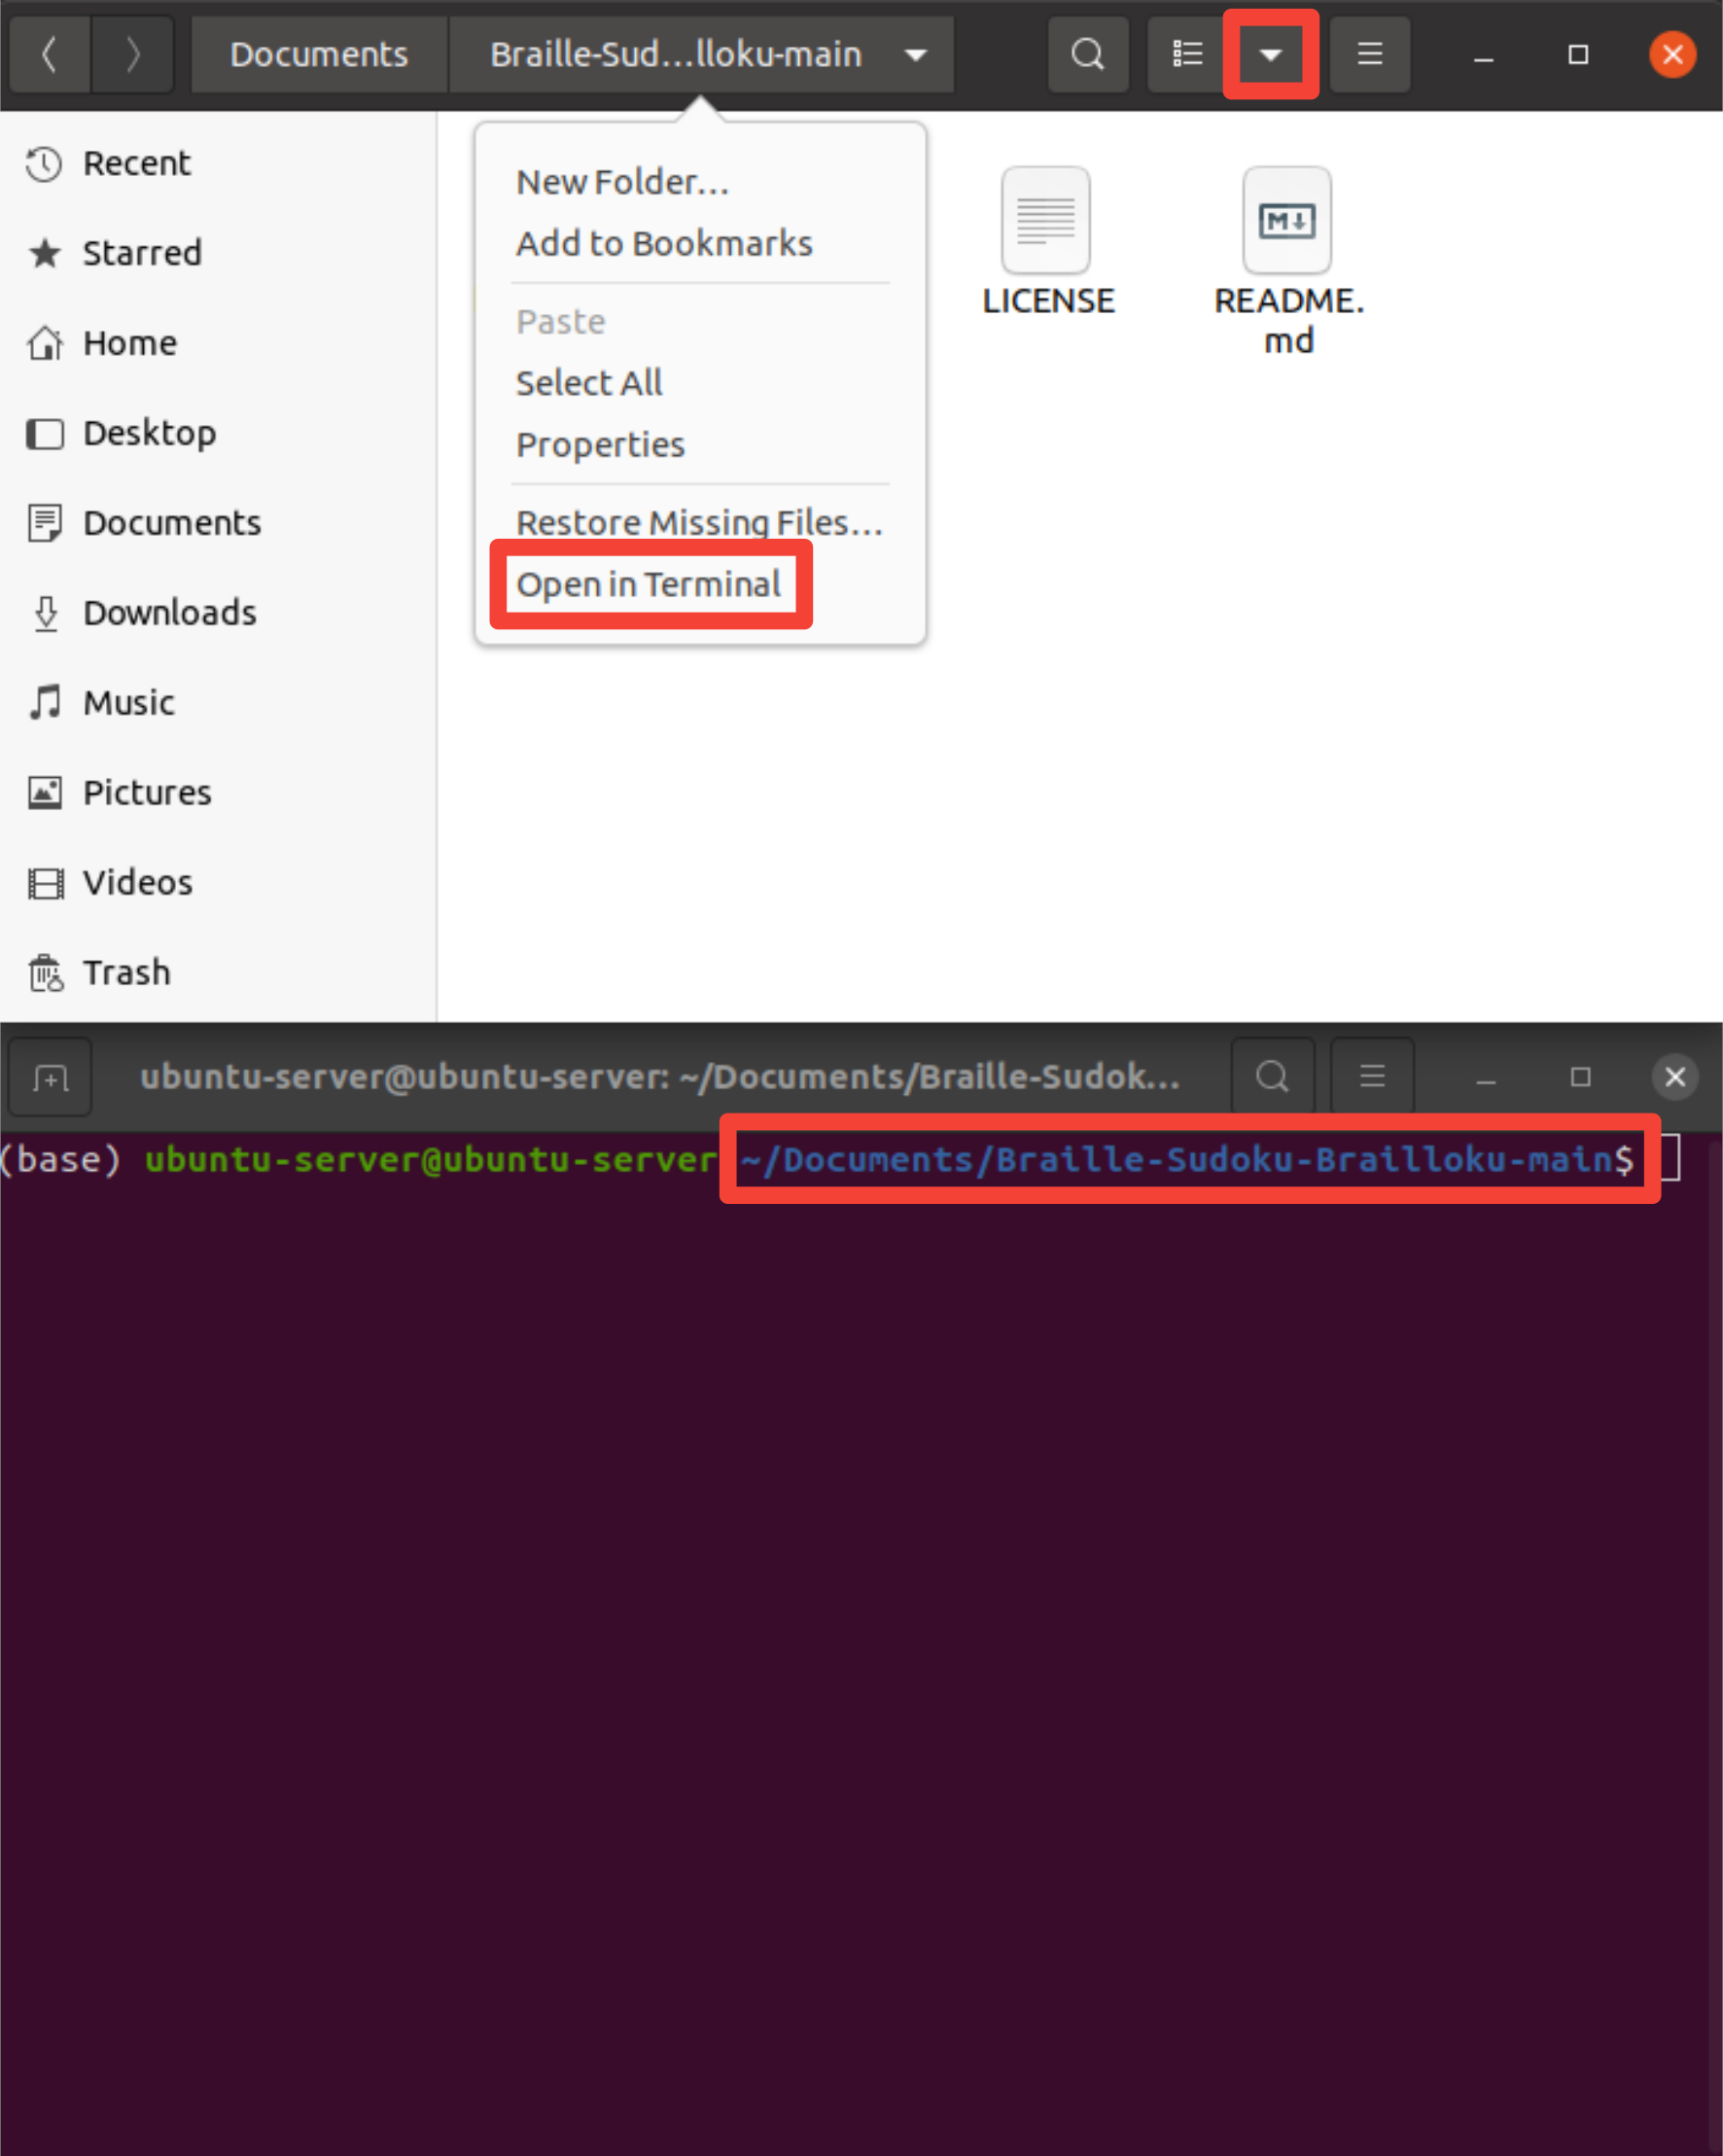 Documents
Braille-Sud...lloku-main
Recent
Starred
Home
Desktop
Documents
Downloads
Music
Pictures
Videos
Trash
New Folder...
Add to Bookmarks
Paste
Select All
Properties
Restore Missing Files...
Open in Terminal
LICENSE
M
README.
md
ubuntu-server@ubuntu-server: ~/Documents/Braille-Sudok...
(base) ubuntu-server@ubuntu-server ~/Documents/Braille-Sudoku-Brailloku-main$